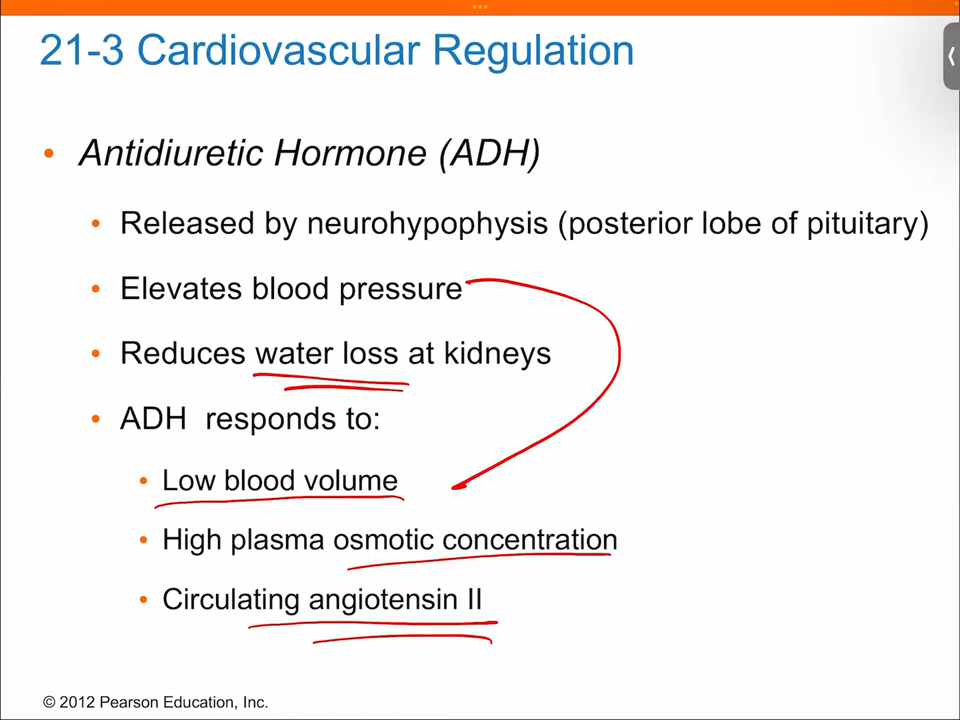 21-3 Cardiovascular Regulation
• Antidiuretic Hormone (ADH)
• Released by neurohypophysis (posterior lobe of pituitary)
• Elevates blood pressure
• Reduces water loss at kidneys
• ADH responds to:
• Low blood volume
• High plasma osmotic concentration
• Circulating angiotensin II
© 2012 Pearson Education, Inc.